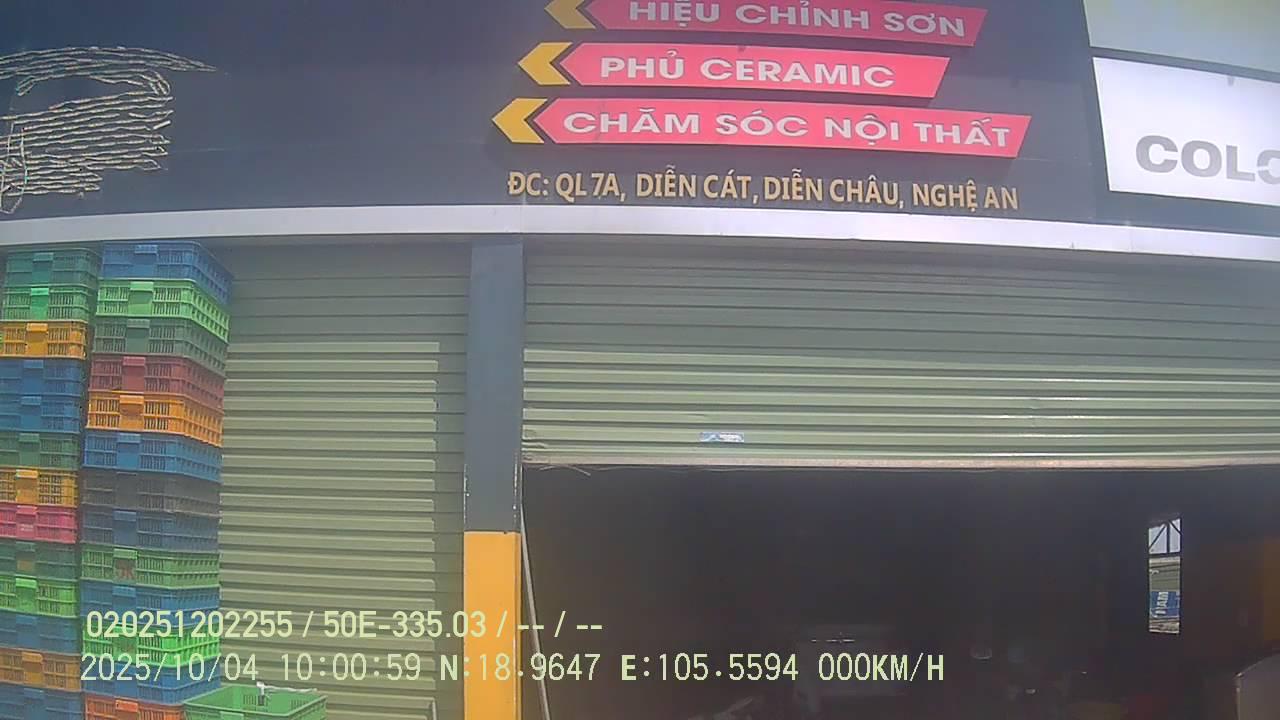 HIỆU CHỈNH SƠN
PHỦ CERAMIC
CHĂM SÓC NỘI THẤT
ĐC: QL 7A, DIỄN CÁT, DIỄN CHÂU, NGHỆ AN
COLO
020251202255 / 50E-335.03 / -- / --
2025/10/04 10:00:59 N:18.9647 E:105.5594 000KM/H